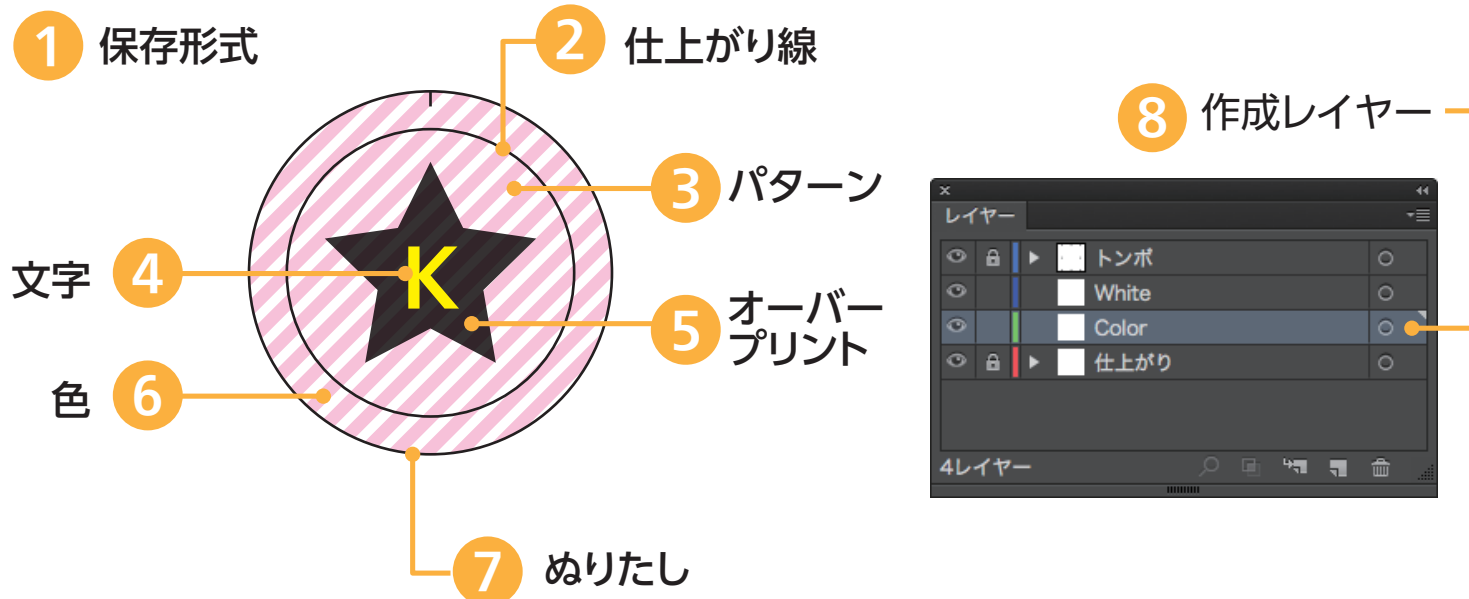 1 保存形式
2 仕上がり線
8 作成レイヤー
3 パターン
文字 4
K
5 オーバー
プリント
色 6
7 ぬりたし
レイヤー
トンボ
White
Color
仕上がり
4レイヤー